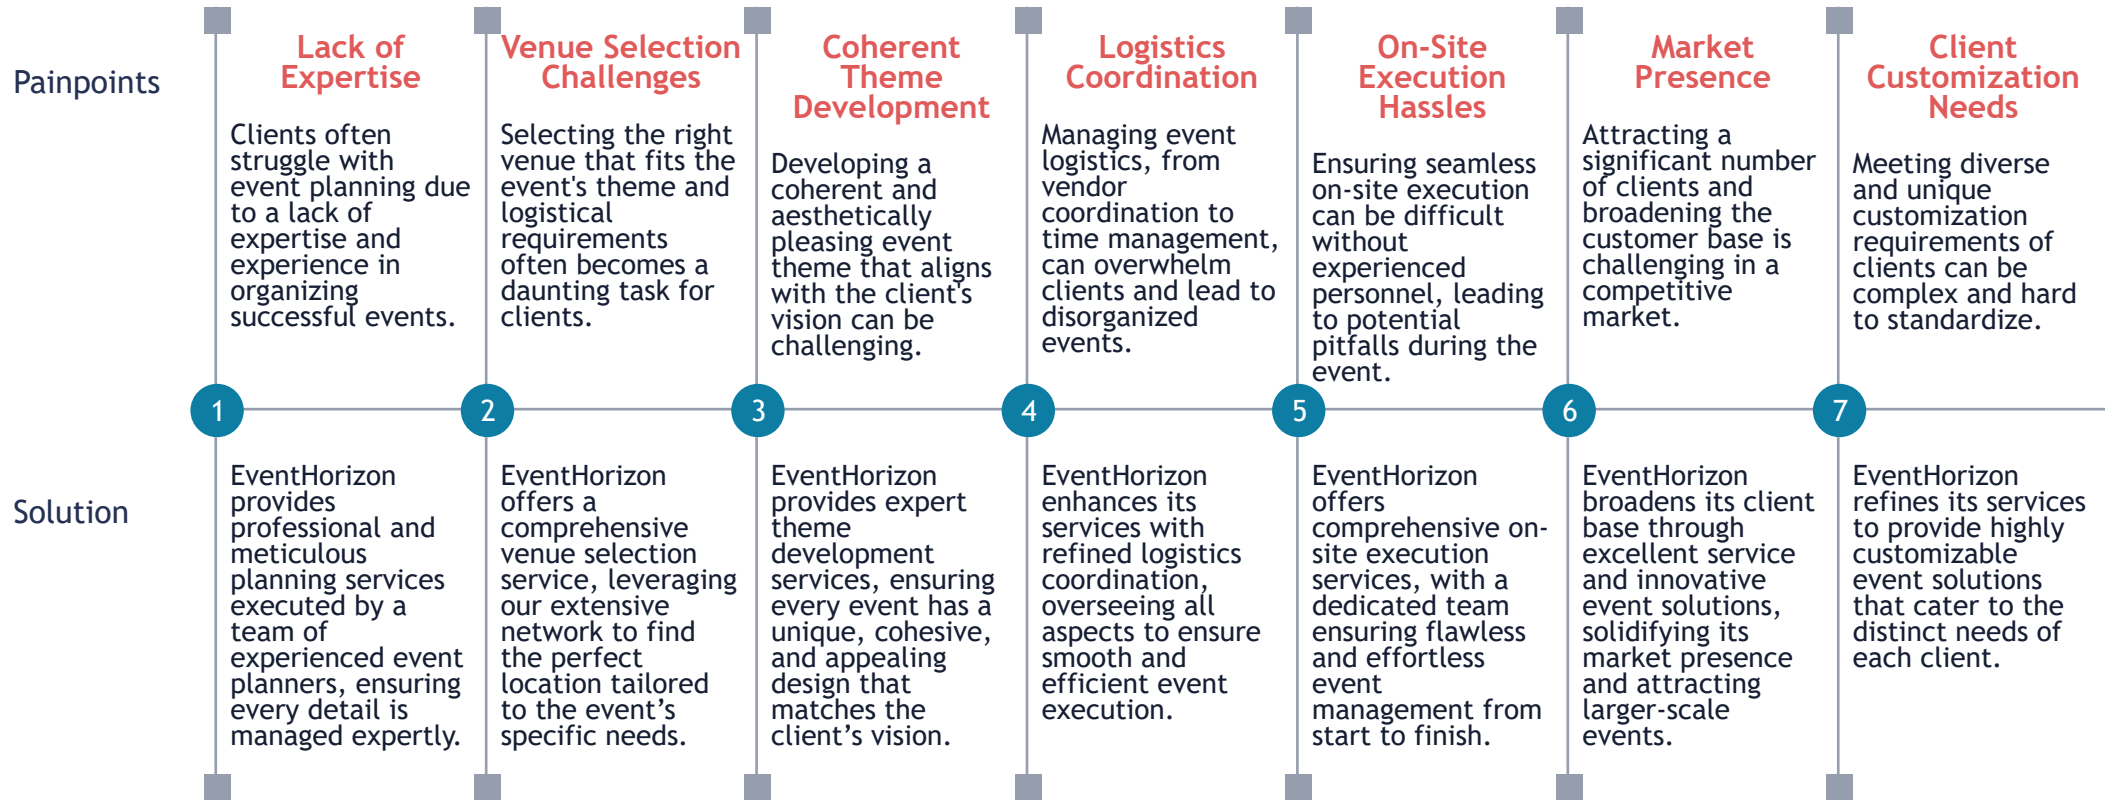 Painpoints
Lack of
Expertise
Clients often
struggle with
event planning due
to a lack of
expertise and
experience in
organizing
successful events.
Venue Selection
Challenges
Selecting the right
venue that fits the
event's theme and
logistical
requirements
often becomes a
daunting task for
clients.
Coherent
Theme
Development
Developing a
coherent and
aesthetically
pleasing event
theme that aligns
with the client's
vision can be
challenging.
Logistics
Coordination
Managing event
logistics, from
vendor
coordination to
time management,
can overwhelm
clients and lead to
disorganized
events.
On-Site
Execution
Hassles
Ensuring seamless
on-site execution
can be difficult
without
experienced
personnel, leading
to potential
pitfalls during the
event.
Market
Presence
Attracting a
significant number
of clients and
broadening the
customer base is
challenging in a
competitive
market.
Client
Customization
Needs
Meeting diverse
and unique
customization
requirements of
clients can be
complex and hard
to standardize.
1
2
3
4
5
6
7
Solution
EventHorizon
provides
professional and
meticulous
planning services
executed by a
team of
experienced event
planners, ensuring
every detail is
managed expertly.
EventHorizon
offers a
comprehensive
venue selection
service, leveraging
our extensive
network to find
the perfect
location tailored
to the event’s
specific needs.
EventHorizon
provides expert
theme
development
services, ensuring
every event has a
unique, cohesive,
and appealing
design that
matches the
client’s vision.
EventHorizon
enhances its
services with
refined logistics
coordination,
overseeing all
aspects to ensure
smooth and
efficient event
execution.
EventHorizon
offers
comprehensive on-
site execution
services, with a
dedicated team
ensuring flawless
and effortless
event
management from
start to finish.
EventHorizon
broadens its client
base through
excellent service
and innovative
event solutions,
solidifying its
market presence
and attracting
larger-scale
events.
EventHorizon
refines its services
to provide highly
customizable
event solutions
that cater to the
distinct needs of
each client.